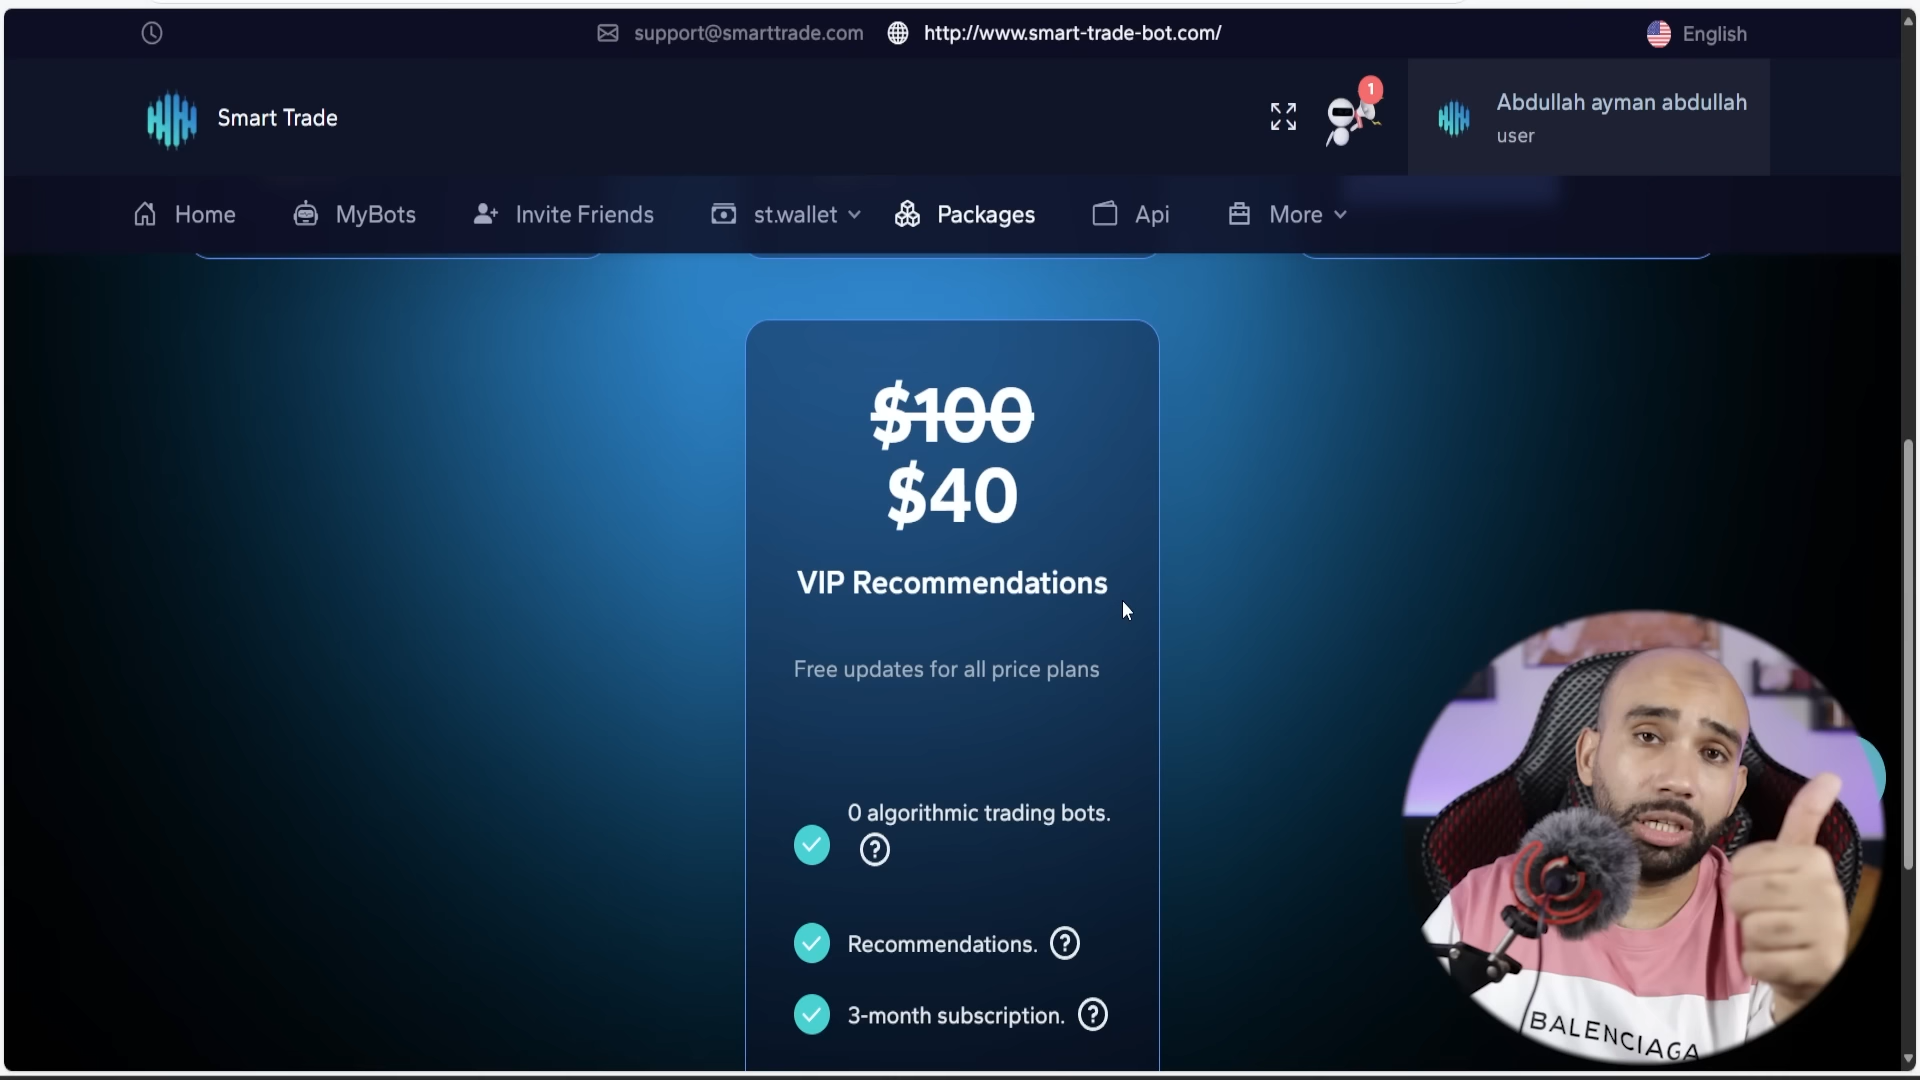 support@smarttrade.com
http://www.smart-trade-bot.com/
English
Smart Trade
1
Abdullah ayman abdullah
user
Home
MyBots
Invite Friends
st.wallet
Packages
Api
More
$100
$40
VIP Recommendations
Free updates for all price plans
0 algorithmic trading bots.
?
Recommendations. ?
3-month subscription. ?
BALENCIAGA